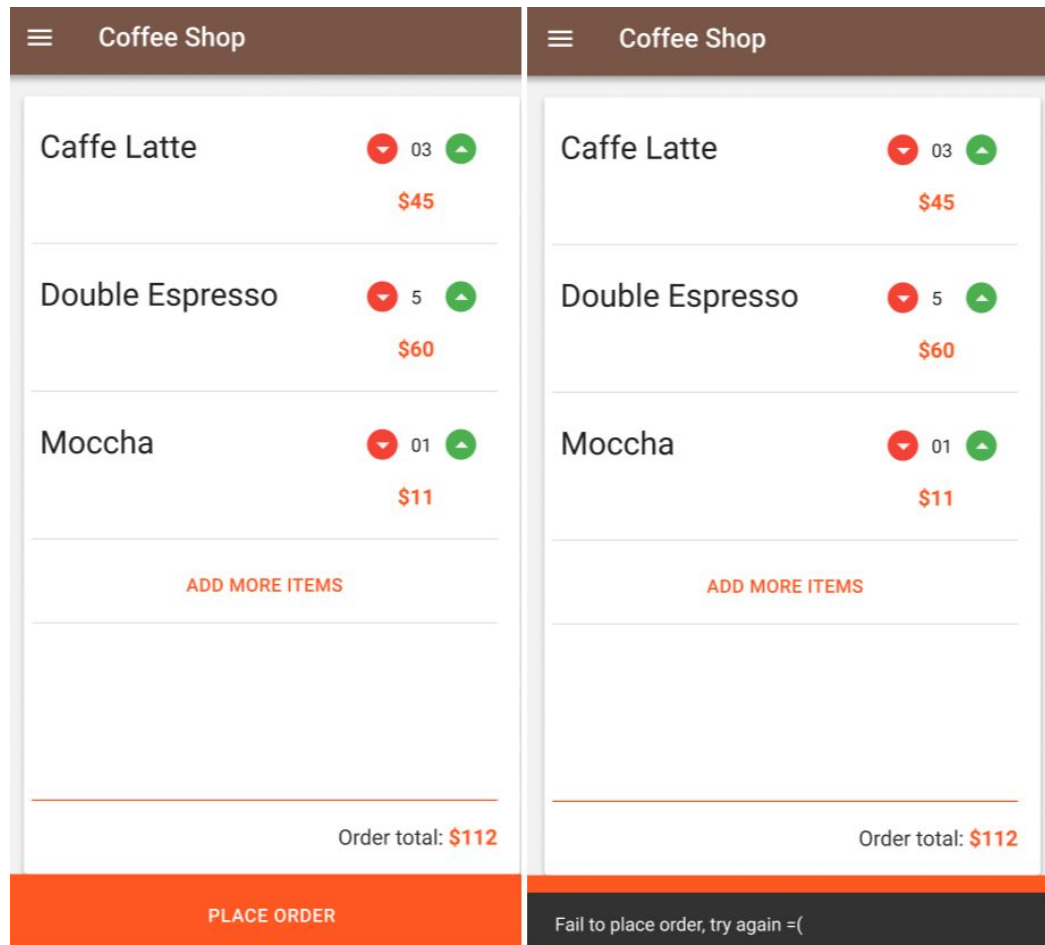 Coffee Shop
Caffe Latte 03
$45
Double Espresso 5
$60
Moccha 01
$11
ADD MORE ITEMS
Order total: $112
PLACE ORDER
Coffee Shop
Caffe Latte 03
$45
Double Espresso 5
$60
Moccha 01
$11
ADD MORE ITEMS
Order total: $112
Fail to place order, try again =(